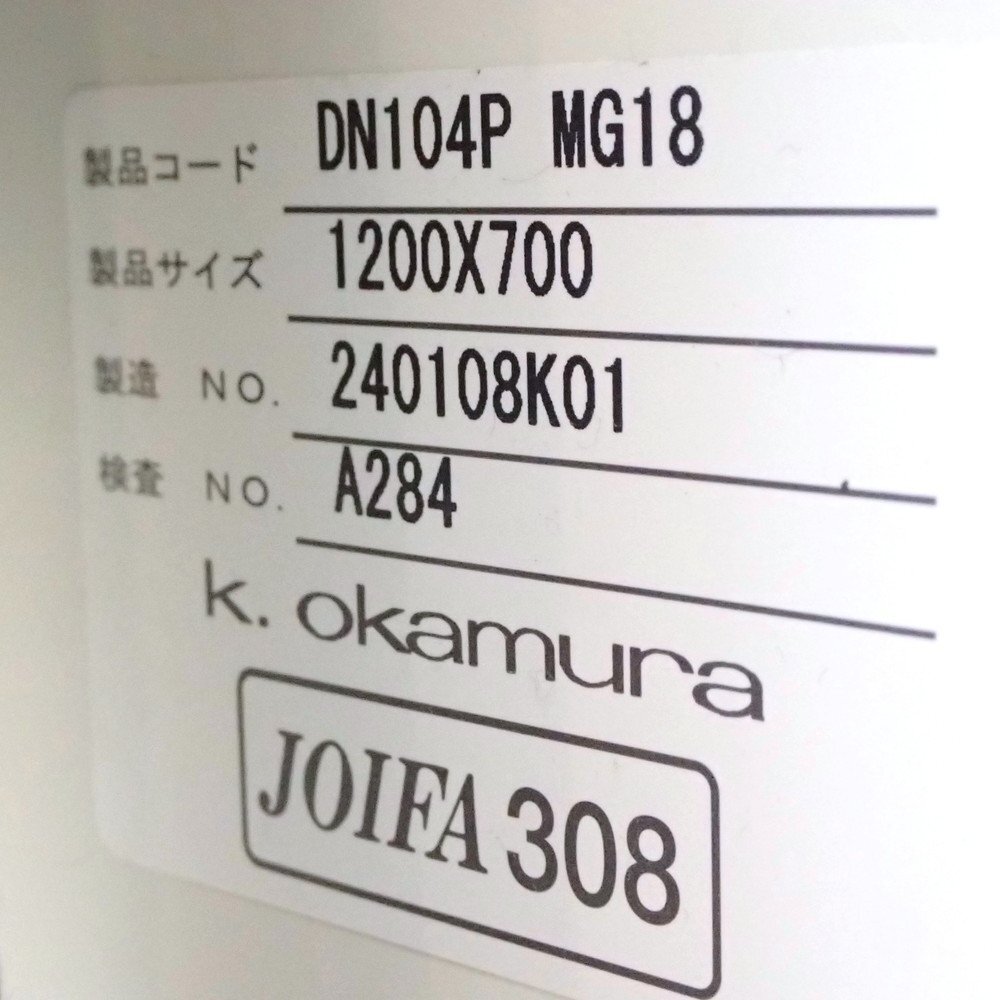 製品コード DN104P MG18
製品サイズ 1200X700
製造 NO. 240108K01
検査 NO. A284
k. okamura
JOIFA 308